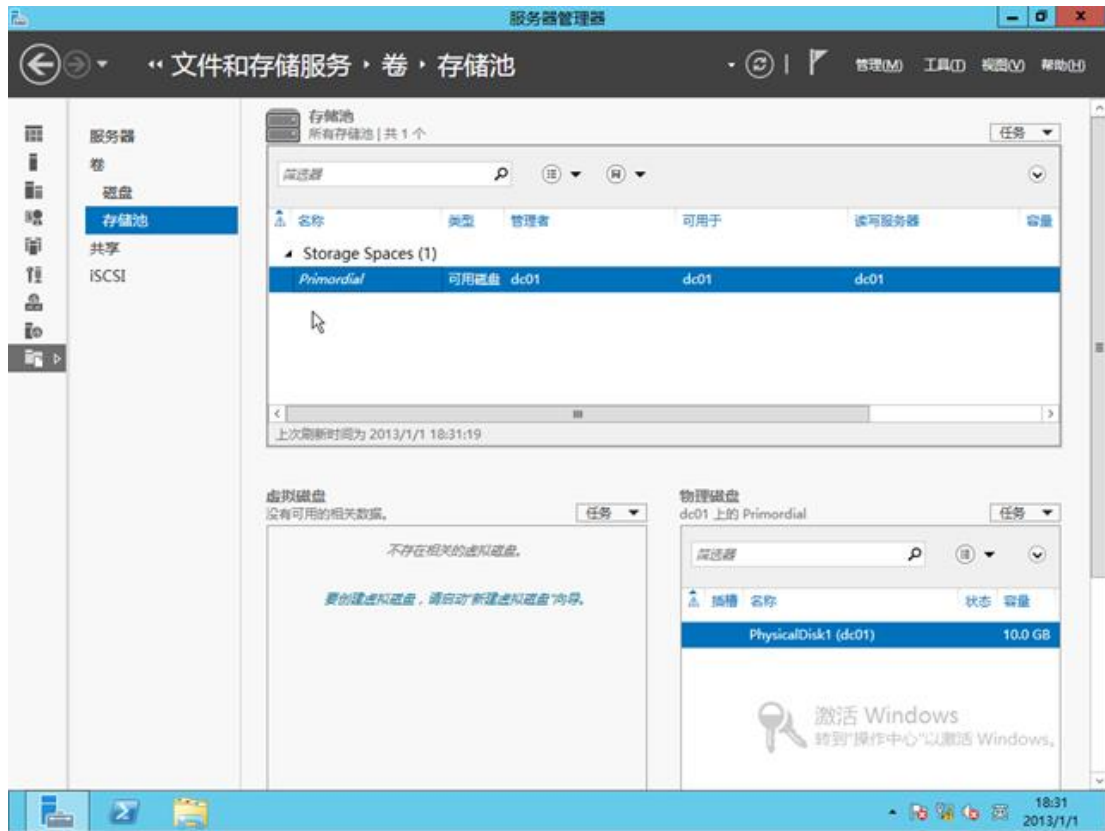 服务器管理器
文件和存储服务 · 卷 · 存储池
管理(M) 工具(T) 视图(V) 帮助(H)
服务器
卷
磁盘
存储池
共享
iSCSI
存储池
所有存储池 | 共 1 个
任务
筛选器
名称 类型 管理者 可用于 读写服务器 容量
Storage Spaces (1)
Primordial 可用磁盘 dc01 dc01 dc01
上次刷新时间为 2013/1/1 18:31:19
虚拟磁盘
没有可用的相关数据。
任务
不存在相关的虚拟磁盘。
要创建虚拟磁盘，请启动"新建虚拟磁盘"向导。
物理磁盘
dc01 上的 Primordial
任务
筛选器
插槽 名称 状态 容量
PhysicalDisk1 (dc01) 10.0 GB
激活 Windows
转到"操作中心"以激活 Windows。
18:31
2013/1/1